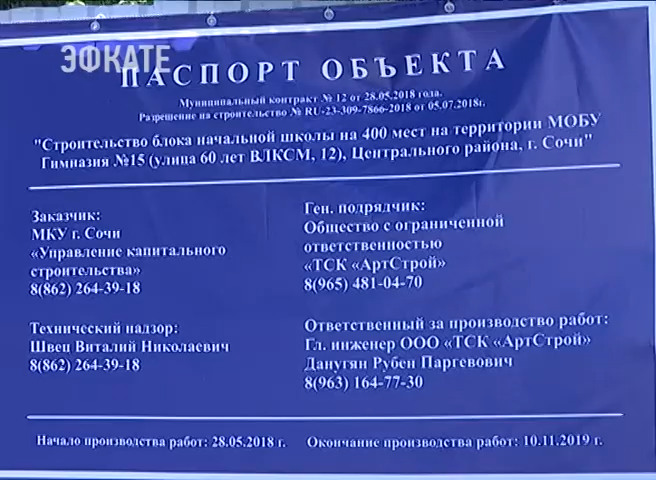 ЭФКАТЕ
ПАСПОРТ ОБЪЕКТА
Муниципальный контракт № 12 от 28.05.2018 года.
Разрешение на строительство № RU-23-309-7866-2018 от 05.07.2018г.
"Строительство блока начальной школы на 400 мест на территории МОБУ
Гимназия №15 (улица 60 лет ВЛКСМ, 12), Центрального района, г. Сочи"
Заказчик:
МКУ г. Сочи
«Управление капитального
строительства»
8(862) 264-39-18
Ген. подрядчик:
Общество с ограниченной
ответственностью
«ТСК «АртСтрой»
8(965) 481-04-70
Технический надзор:
Швец Виталий Николаевич
8(862) 264-39-18
Ответственный за производство работ:
Гл. инженер ООО «ТСК «АртСтрой»
Данугян Рубен Паргевович
8(963) 164-77-30
Начало производства работ: 28.05.2018 г.
Окончание производства работ: 10.11.2019 г.